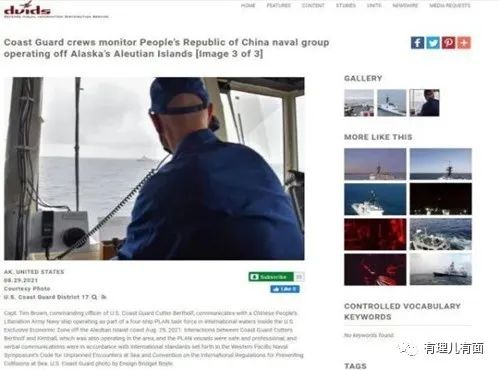 dvids
DEFENSE VISUAL INFORMATION DISTRIBUTION SERVICE
HOME FEATURES IMAGES STORIES UNITS NEWSWIRE MEDIA REQUESTS
Coast Guard crews monitor People's Republic of China naval group
operating off Alaska's Aleutian Islands [Image 3 of 3]
GALLERY
MORE LIKE THIS
AK, UNITED STATES
08.29.2021
Courtesy Photo
U.S. Coast Guard District 17
Subscribe
Like 0
Capt. Tim Brown, commanding officer of U.S. Coast Guard Cutter Bertholf, communicates with a Chinese People's
Liberation Army Navy ship operating as part of a four-ship PLAN task force in international waters inside the U.S.
Exclusive Economic Zone off the Aleutian Island coast Aug. 29, 2021. Interactions between Coast Guard Cutters
Bertholf and Kimball, which was also operating in the area, and the PLAN vessels were safe and professional, and
verbal communications were in accordance with international standards set forth in the Western Pacific Naval
Symposium's Code for Unplanned Encounters at Sea and Convention on the International Regulations for Preventing
Collisions at Sea. U.S. Coast Guard photo by Ensign Bridget Boyle.
CONTROLLED VOCABULARY
KEYWORDS
No keywords found.
TAGS
有理儿有面